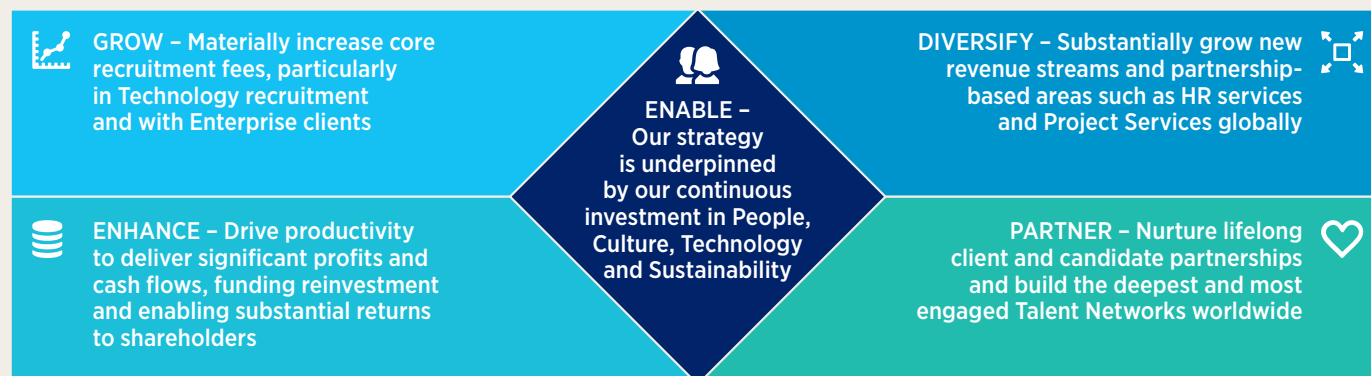 GROW – Materially increase core
recruitment fees, particularly
in Technology recruitment
and with Enterprise clients
ENABLE –
Our strategy
is underpinned
by our continuous
investment in People,
Culture, Technology
and Sustainability
DIVERSIFY – Substantially grow new
revenue streams and partnership-
based areas such as HR services
and Project Services globally
ENHANCE – Drive productivity
to deliver significant profits and
cash flows, funding reinvestment
and enabling substantial returns
to shareholders
PARTNER – Nurture lifelong
client and candidate partnerships
and build the deepest and most
engaged Talent Networks worldwide